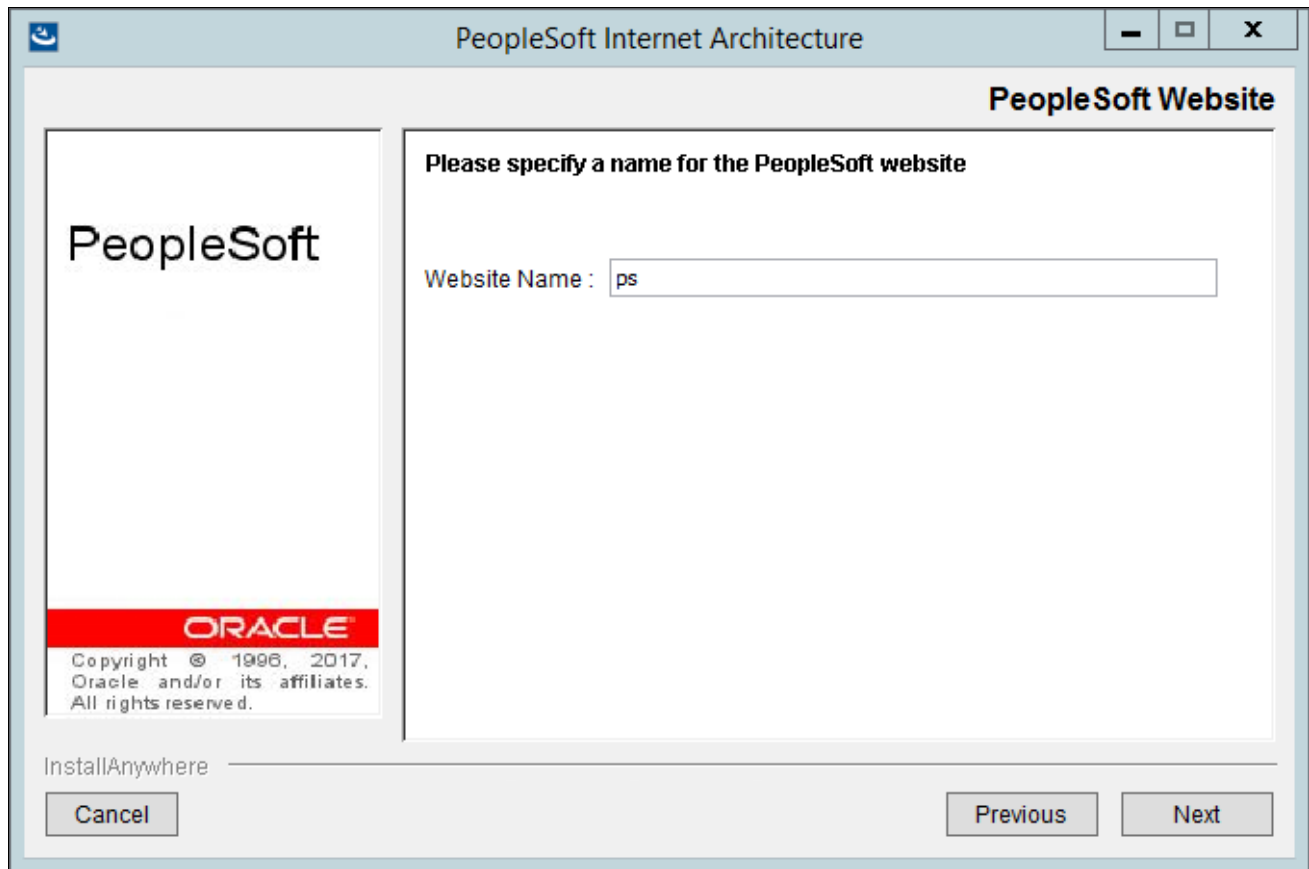 PeopleSoft Internet Architecture
PeopleSoft Website
PeopleSoft
Please specify a name for the PeopleSoft website
Website Name : ps
ORACLE
Copyright © 1996, 2017,
Oracle and/or its affiliates.
All rights reserved.
InstallAnywhere
Cancel
Previous
Next